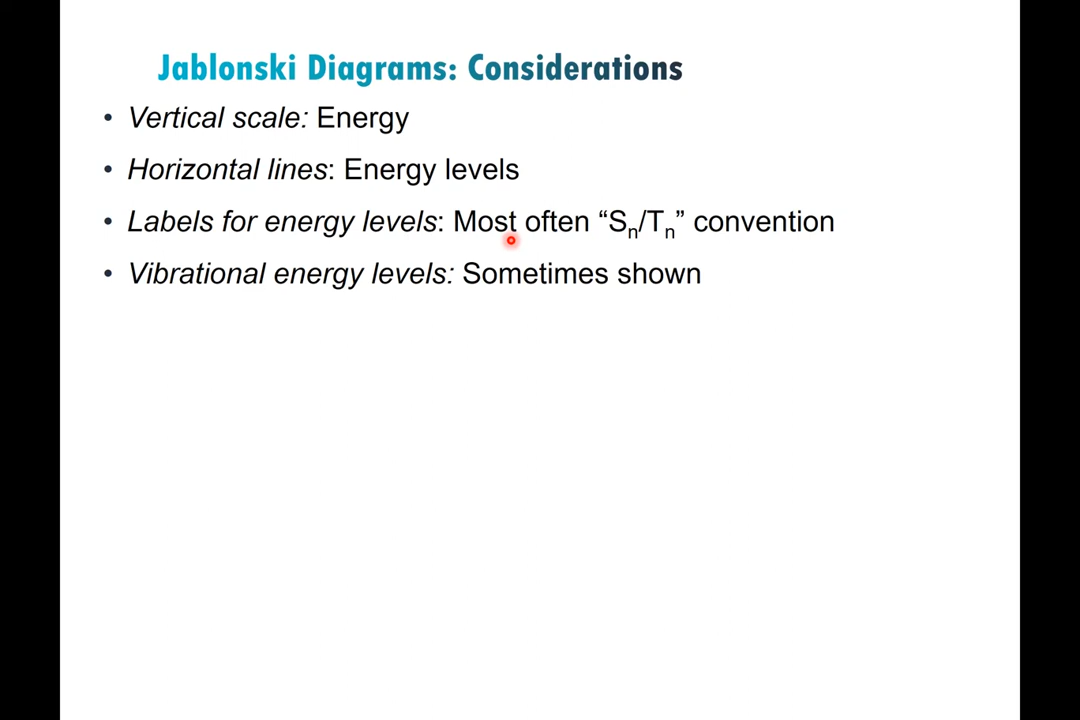 Jablonski Diagrams: Considerations
• Vertical scale: Energy
• Horizontal lines: Energy levels
• Labels for energy levels: Most often “Sn/Tn” convention
• Vibrational energy levels: Sometimes shown